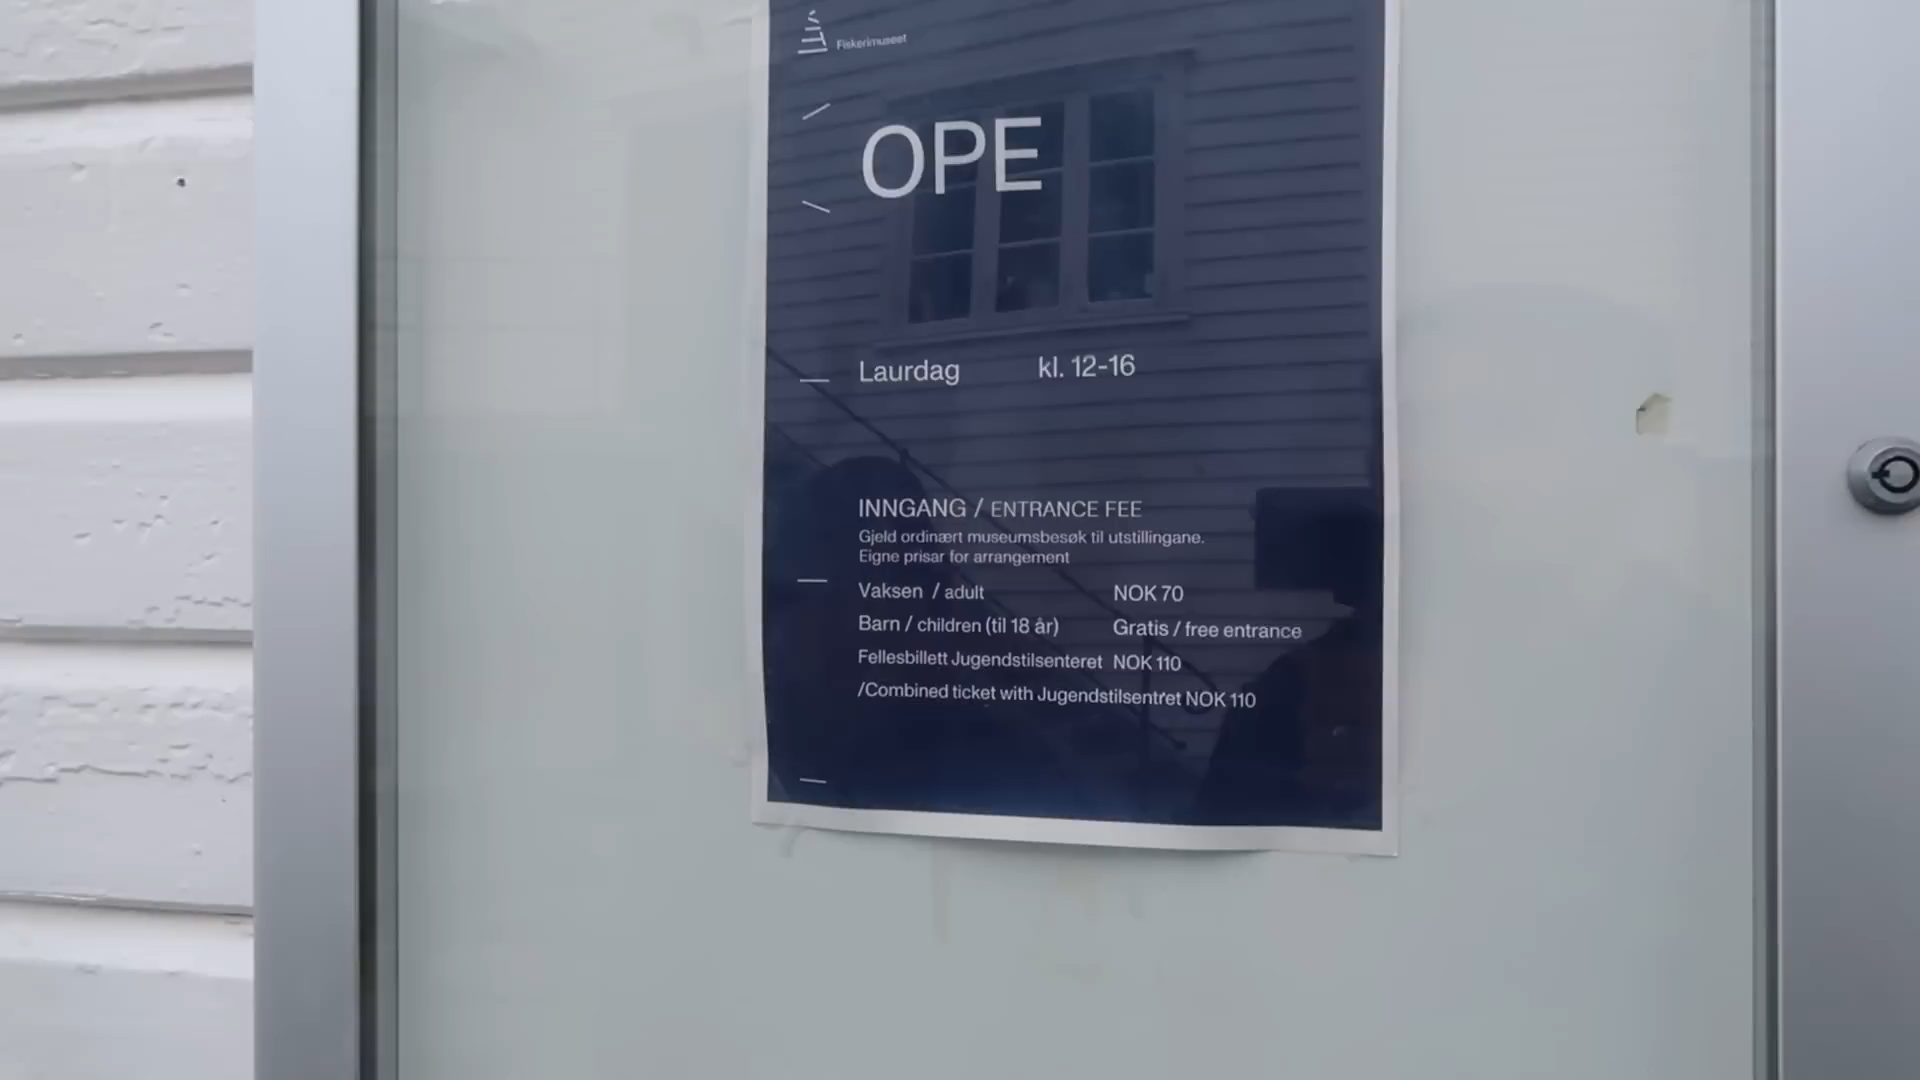 Fiskerimuseet
OPE
Laurdag kl. 12-16
INNGANG / ENTRANCE FEE
Gjeld ordinært museumsbesøk til utstillingane.
Eigne prisar for arrangement
Vaksen / adult NOK 70
Barn / children (til 18 år) Gratis / free entrance
Fellesbillett Jugendstilsenteret NOK 110
/Combined ticket with Jugendstilsentret NOK 110